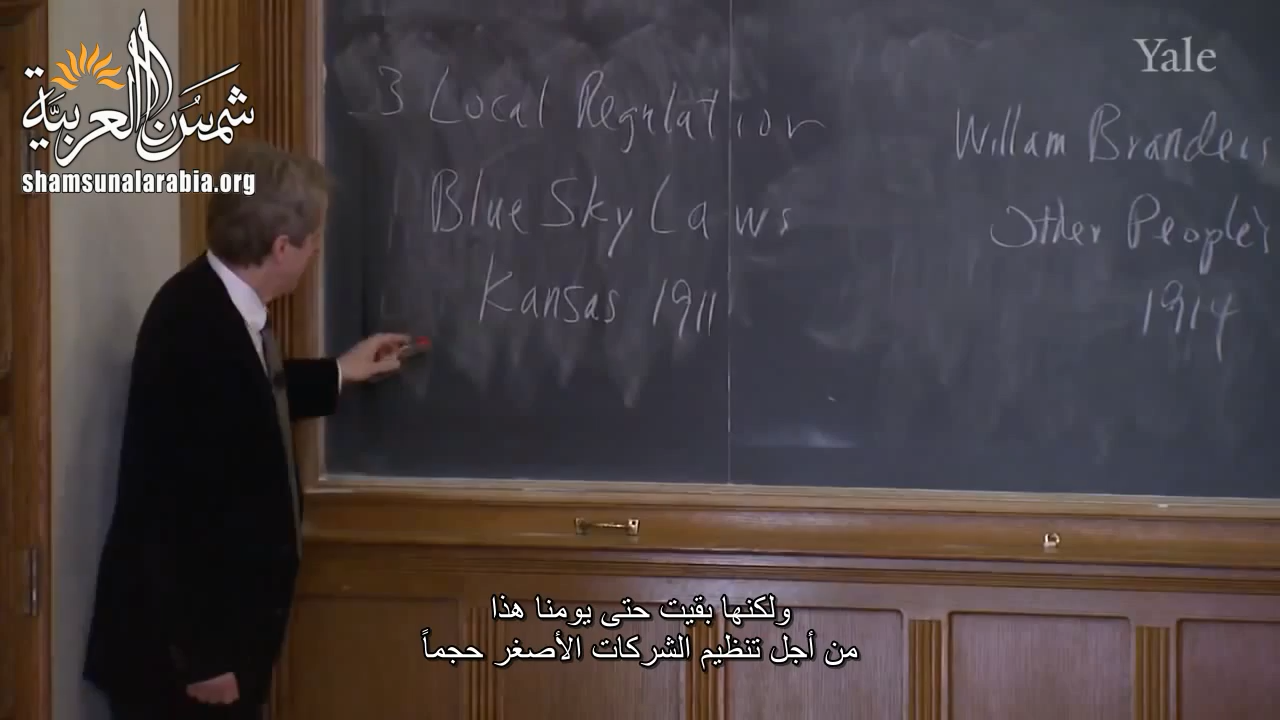 شمس العربية
shamsunalarabia.org
Yale
3 Local Regulation
Blue Sky Laws
Kansas 1911
Willam Brandeis
Other People's
1914
ولكنها بقيت حتى يومنا هذا
من أجل تنظيم الشركات الأصغر حجماً